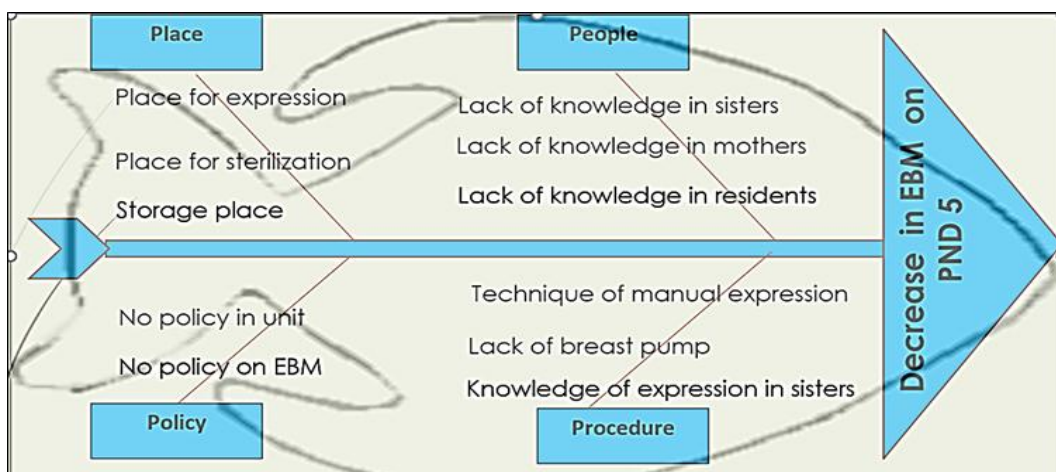 Place
People
Place for expression
Place for sterilization
Storage place
Lack of knowledge in sisters
Lack of knowledge in mothers
Lack of knowledge in residents
No policy in unit
No policy on EBM
Policy
Technique of manual expression
Lack of breast pump
Knowledge of expression in sisters
Procedure
Decrease in EBM on
PND 5